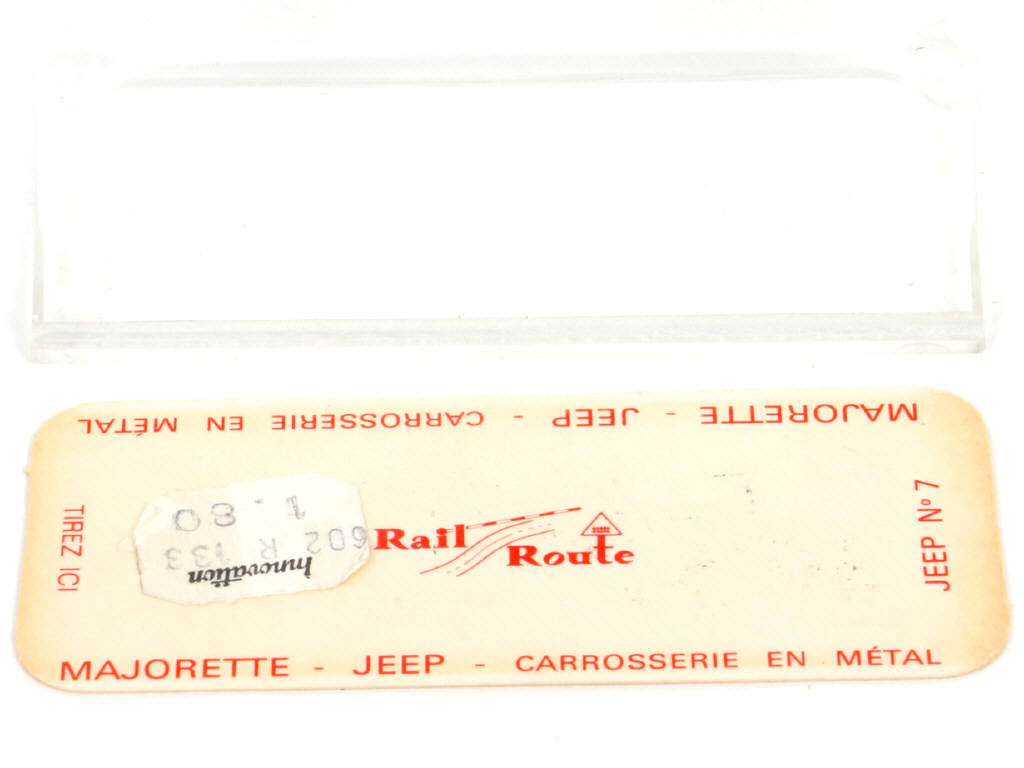 MAJORETTE - JEEP - CARROSSERIE EN MÉTAL
TIREZ ICI
1.80
602 R 133
innovation
Rail
Route
JEEP Nº 7
MAJORETTE - JEEP - CARROSSERIE EN MÉTAL